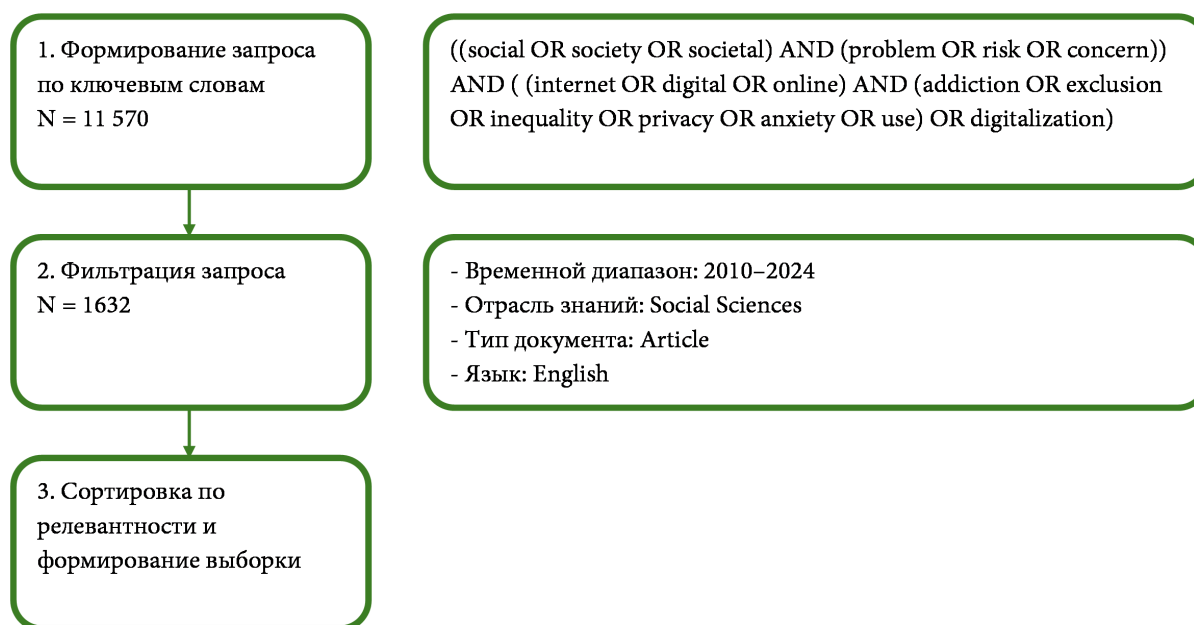 1. Формирование запроса
по ключевым словам
N = 11 570
((social OR society OR societal) AND (problem OR risk OR concern))
AND ( (internet OR digital OR online) AND (addiction OR exclusion
OR inequality OR privacy OR anxiety OR use) OR digitalization)
2. Фильтрация запроса
N = 1632
- Временной диапазон: 2010–2024
- Отрасль знаний: Social Sciences
- Тип документа: Article
- Язык: English
3. Сортировка по
релевантности и
формирование выборки